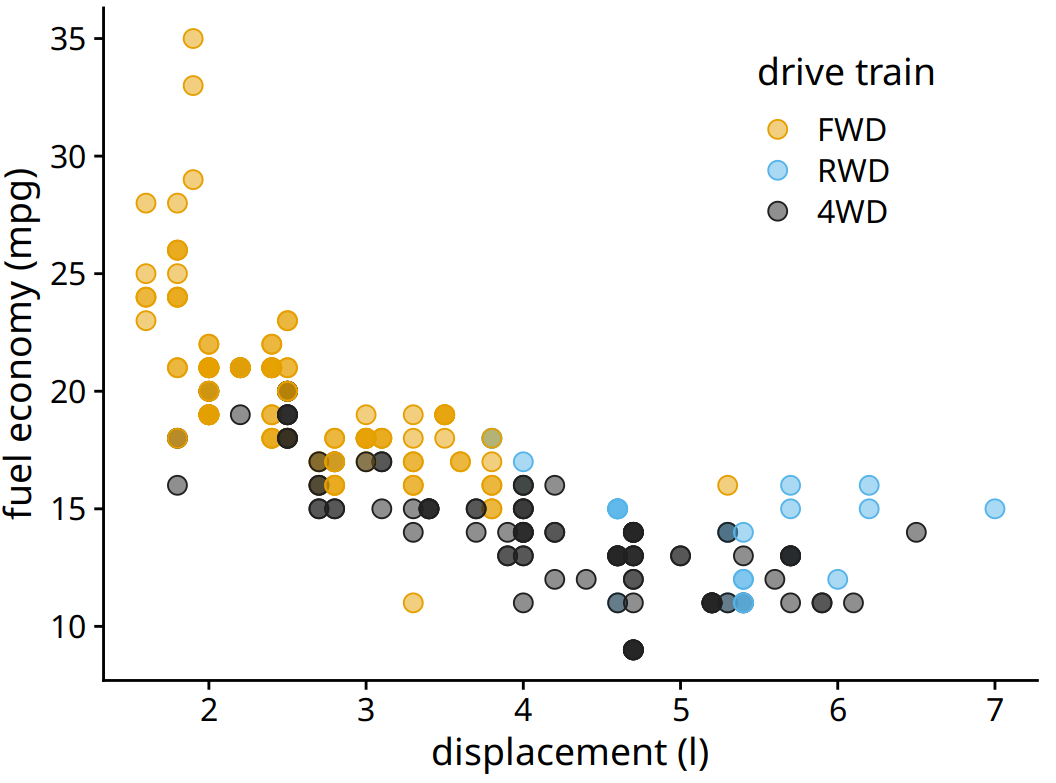 35
30
25
20
15
10
fuel economy (mpg)
drive train
FWD
RWD
4WD
2 3 4 5 6 7
displacement (l)